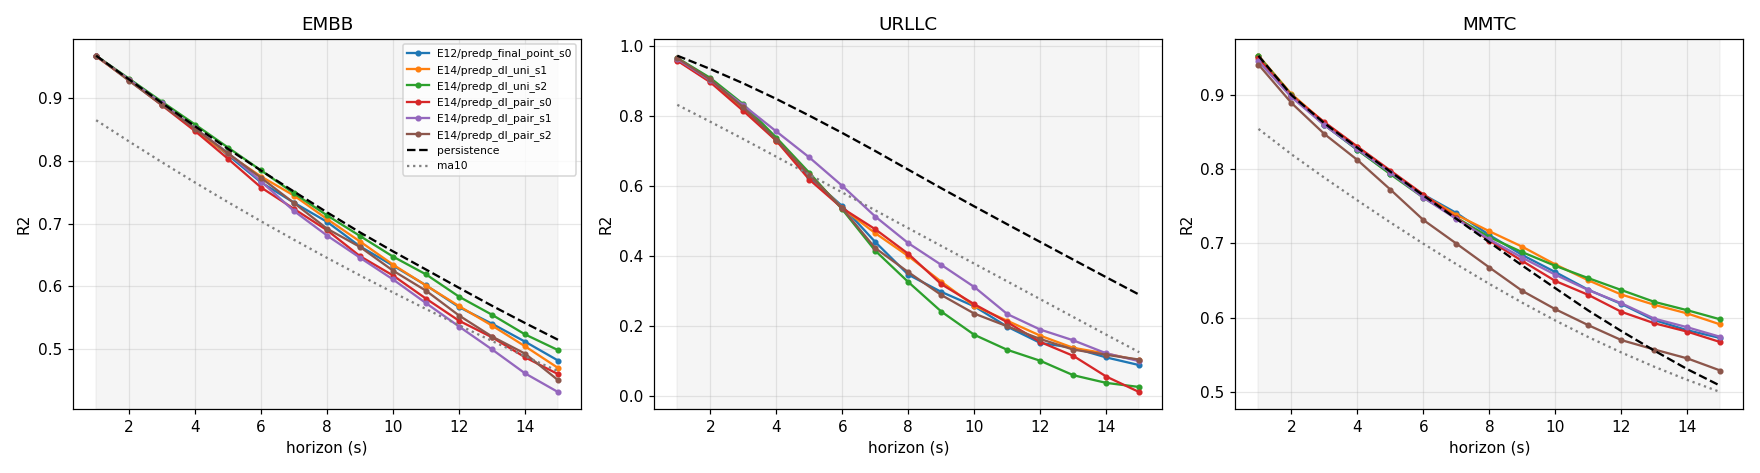 EMBB
R2
0.9
0.8
0.7
0.6
0.5
2 4 6 8 10 12 14
horizon (s)
E12/predp_final_point_s0
E14/predp_dl_uni_s1
E14/predp_dl_uni_s2
E14/predp_dl_pair_s0
E14/predp_dl_pair_s1
E14/predp_dl_pair_s2
persistence
ma10
URLLC
R2
1.0
0.8
0.6
0.4
0.2
0.0
2 4 6 8 10 12 14
horizon (s)
MMTC
R2
0.9
0.8
0.7
0.6
0.5
2 4 6 8 10 12 14
horizon (s)